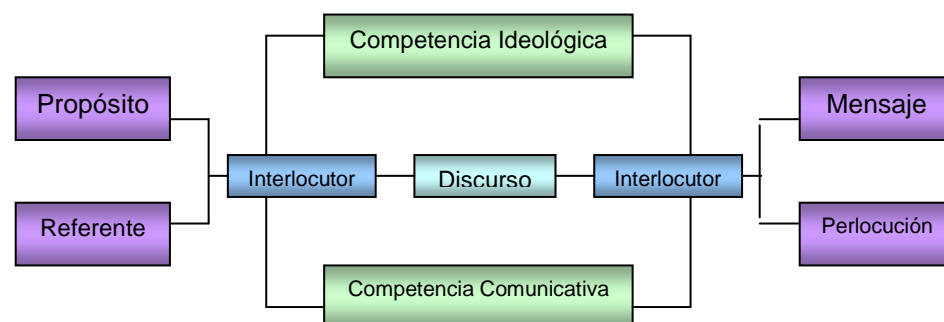 Competencia Ideológica
Propósito
Mensaje
Interlocutor
Discurso
Interlocutor
Referente
Perlocución
Competencia Comunicativa